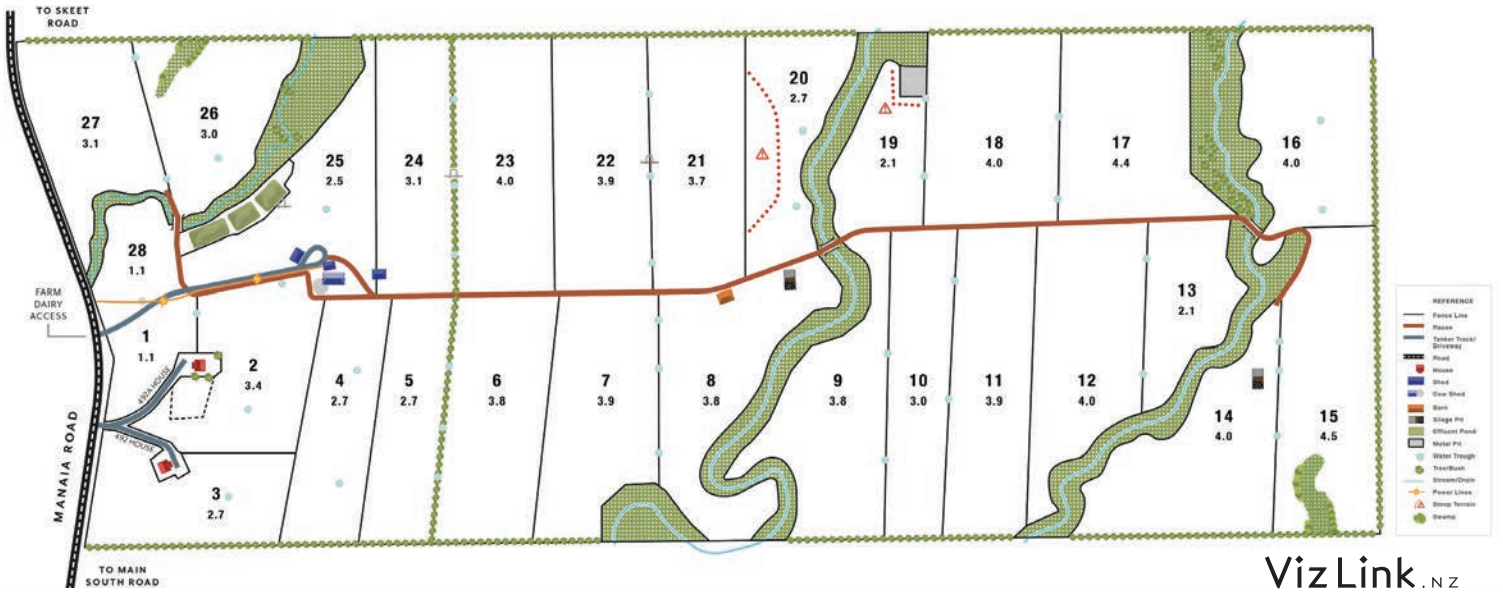 TO SKEET
ROAD
27
3.1
26
3.0
25
2.5
24
3.1
23
4.0
22
3.9
21
3.7
20
2.7
19
2.1
18
4.0
17
4.4
16
4.0
28
1.1
FARM
DAIRY
ACCESS
1
1.1
2
3.4
3
2.7
4
2.7
5
2.7
6
3.8
7
3.9
8
3.8
9
3.8
10
3.0
11
3.9
12
4.0
13
2.1
14
4.0
15
4.5
492A HOUSE
492 HOUSE
MANAIA ROAD
TO MAIN
SOUTH ROAD
REFERENCE
Fence Line
Races
Tanker Track/
Driveway
Road
House
Shed
Cow Shed
Barn
Silage Pit
Effluent Pond
Metal Pit
Water Trough
Tree/Bush
Stream/Drain
Power Lines
Steep Terrain
Swamp
VizLink.NZ